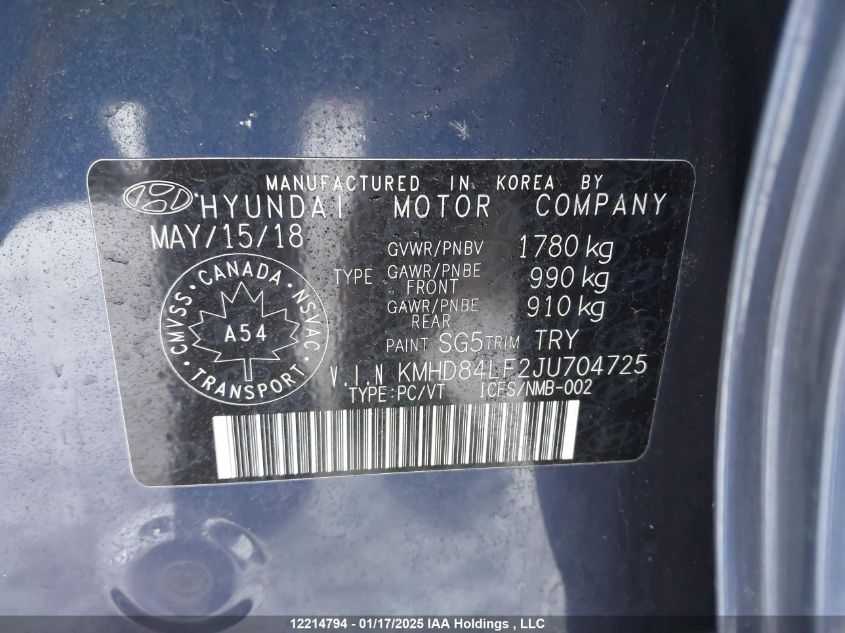 MANUFACTURED IN KOREA BY
HYUNDAI MOTOR COMPANY
MAY/15/18
GVWR/PNBV 1780 kg
TYPE GAWR/PNBE FRONT 990 kg
GAWR/PNBE REAR 910 kg
PAINT SG5 TRIM TRY
V.I.N KMHD84LF2JU704725
TYPE:PC/VT ICES/NMB-002
CMVSS · CANADA · NSVAC · TRANSPORT ·
A54
12214794 - 01/17/2025 IAA Holdings , LLC